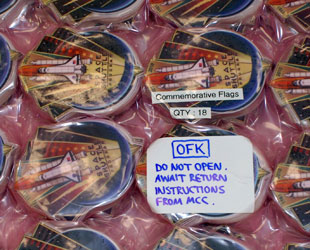 Commemorative Flags
QTY : 18
OFK
DO NOT OPEN.
AWAIT RETURN
INSTRUCTIONS
FROM MCC.